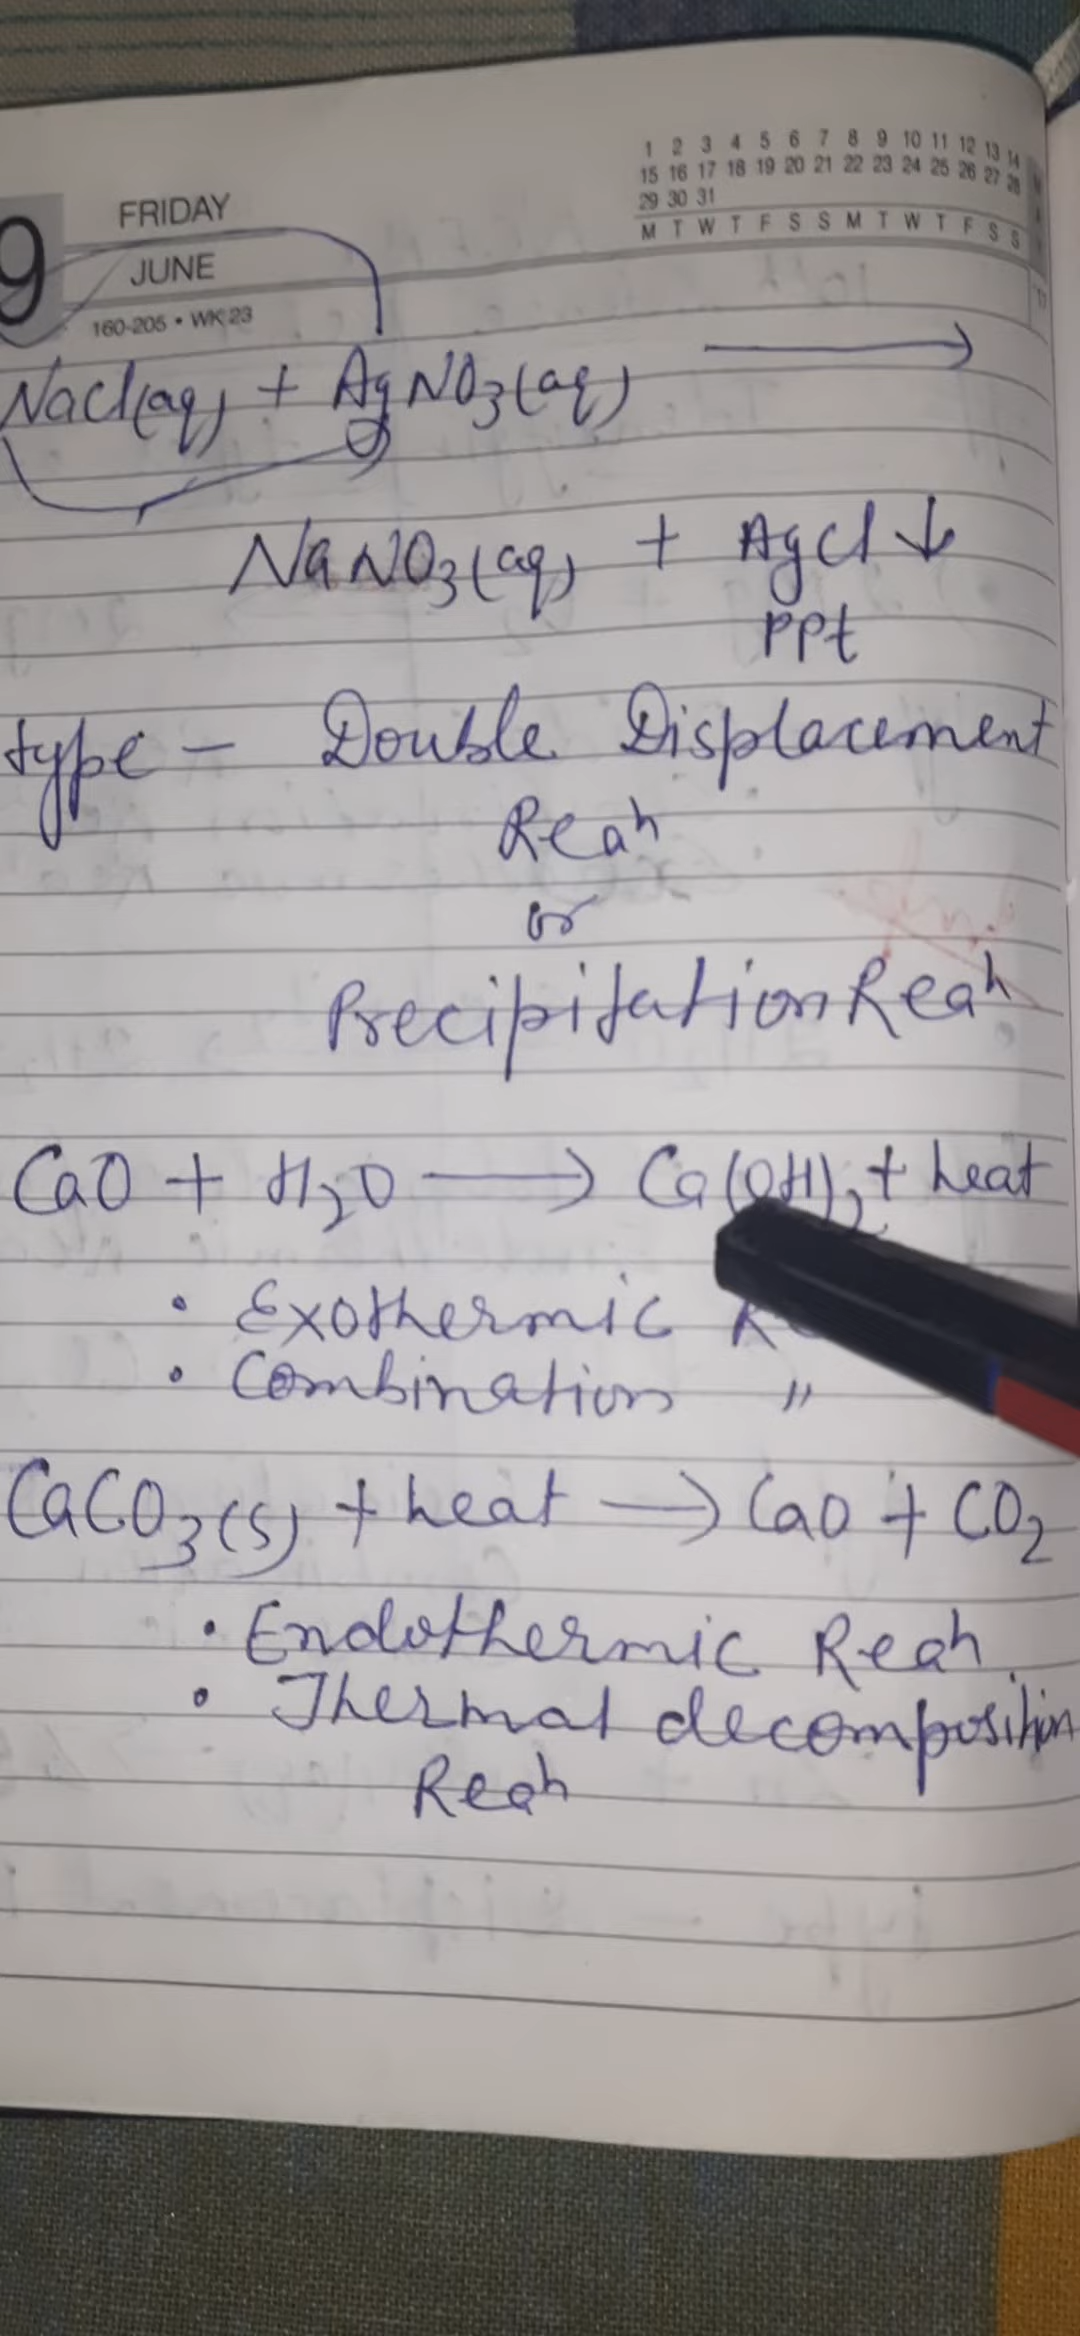 9
FRIDAY
JUNE
160-205 • WK 23
1 2 3 4 5 6 7 8 9 10 11 12 13 14
15 16 17 18 19 20 21 22 23 24 25 26 27 28
29 30 31
M T W T F S S M T W T F S S
NaCl(aq) + AgNO₃(aq) →
NaNO₃(aq) + AgCl ↓
PPt
type - Double Displacement
Reaⁿ
or
Precipitation Reaⁿ
CaO + H₂O → Ca(OH)₂ + heat
• Exothermic
• Combination "
CaCO₃(s) + heat → CaO + CO₂
• Endothermic Reaⁿ.
• Thermal decomposition
Reaⁿ